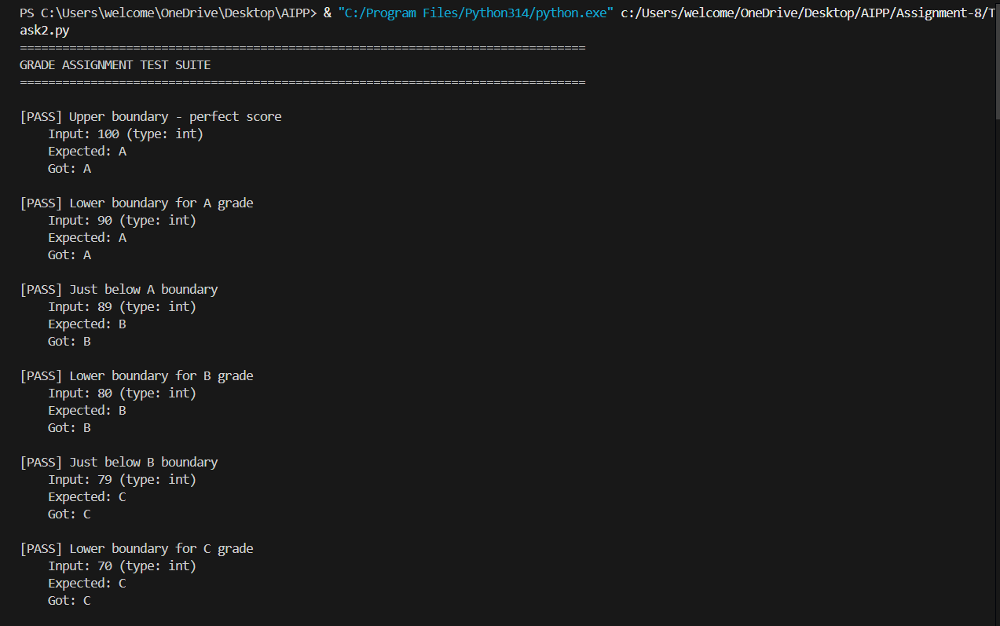 PS C:\Users\welcome\OneDrive\Desktop\AIPP> & "C:/Program Files/Python314/python.exe" c:/Users/welcome/OneDrive/Desktop/AIPP/Assignment-8/T
ask2.py
================================================================================
GRADE ASSIGNMENT TEST SUITE
================================================================================
[PASS] Upper boundary - perfect score
    Input: 100 (type: int)
    Expected: A
    Got: A
[PASS] Lower boundary for A grade
    Input: 90 (type: int)
    Expected: A
    Got: A
[PASS] Just below A boundary
    Input: 89 (type: int)
    Expected: B
    Got: B
[PASS] Lower boundary for B grade
    Input: 80 (type: int)
    Expected: B
    Got: B
[PASS] Just below B boundary
    Input: 79 (type: int)
    Expected: C
    Got: C
[PASS] Lower boundary for C grade
    Input: 70 (type: int)
    Expected: C
    Got: C